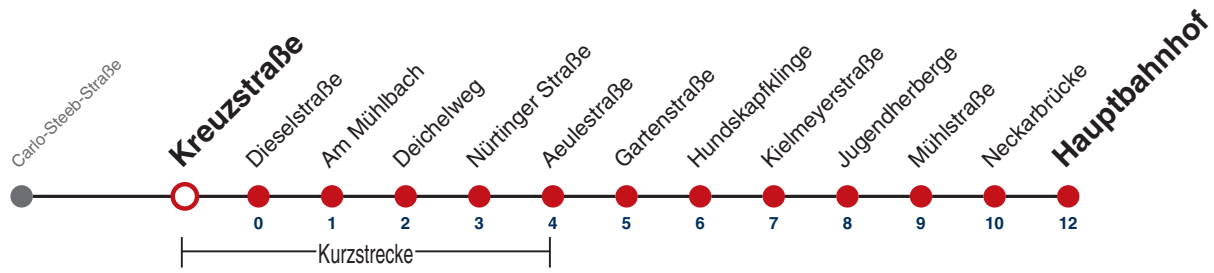 Carlo-Steeb-Straße
Kreuzstraße
Dieselstraße
Am Mühlbach
Deichelweg
Nürtinger Straße
Aeulestraße
Gartenstraße
Hundskapfklinge
Kielmeyerstraße
Jugendherberge
Mühlstraße
Neckarbrücke
Hauptbahnhof
0 1 2 3 4 5 6 7 8 9 10 12
Kurzstrecke